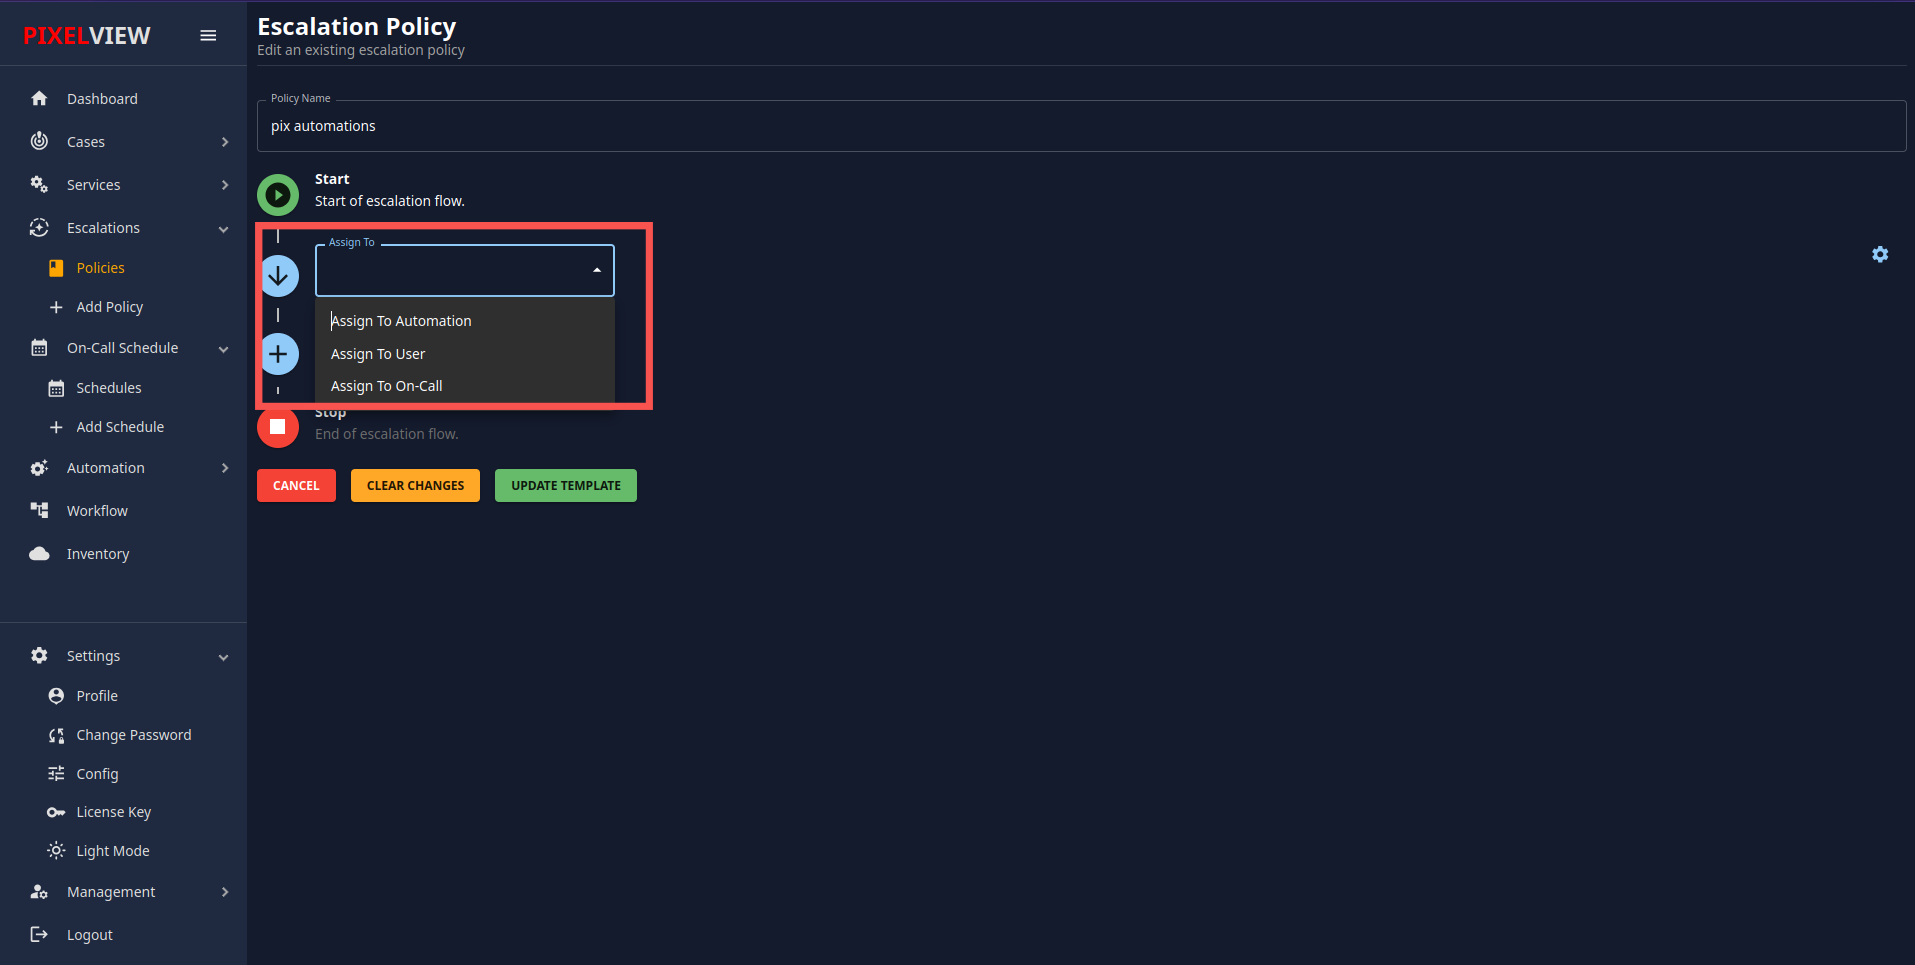 PIXELVIEW
Dashboard
Cases
Services
Escalations
Policies
Add Policy
On-Call Schedule
Schedules
Add Schedule
Automation
Workflow
Inventory
Settings
Profile
Change Password
Config
License Key
Light Mode
Management
Logout
Escalation Policy
Edit an existing escalation policy
Policy Name
pix automations
Start
Start of escalation flow.
Assign To
Assign To Automation
Assign To User
Assign To On-Call
Stop
End of escalation flow.
CANCEL
CLEAR CHANGES
UPDATE TEMPLATE